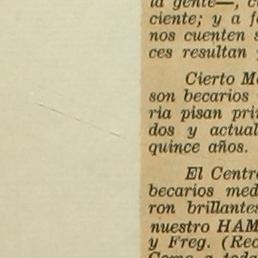 la gente—, c
ciente; y a f
nos cuenten s
ces resultan
Cierto M
son becarios
ria pisan pri
dos y actual
quince años.
El Centr
becarios med
ron brillantes
nuestro HAM
y Freg. (Rec